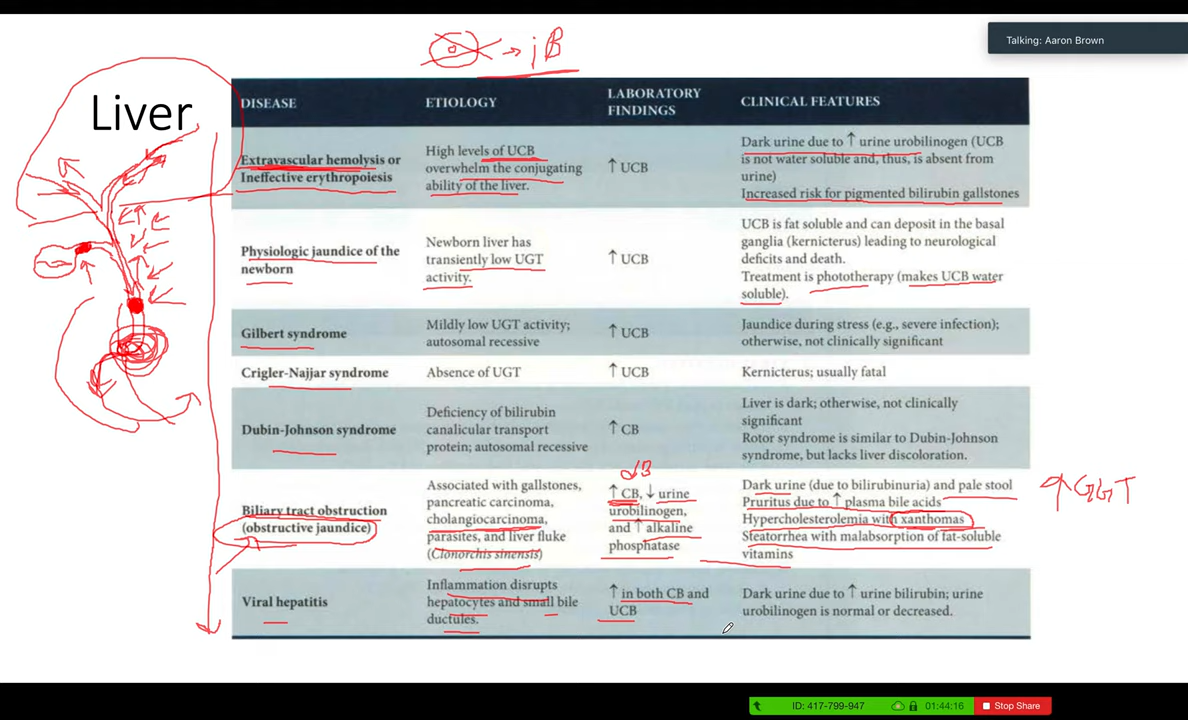 Talking: Aaron Brown
→ iB
Liver
DISEASE
ETIOLOGY
LABORATORY
FINDINGS
CLINICAL FEATURES
Extravascular hemolysis or
Ineffective erythropoiesis
High levels of UCB
overwhelm the conjugating
ability of the liver.
↑ UCB
Dark urine due to ↑ urine urobilinogen (UCB
is not water soluble and, thus, is absent from
urine)
Increased risk for pigmented bilirubin gallstones
Physiologic jaundice of the
newborn
Newborn liver has
transiently low UGT
activity.
↑ UCB
UCB is fat soluble and can deposit in the basal
ganglia (kernicterus) leading to neurological
deficits and death.
Treatment is phototherapy (makes UCB water
soluble).
Gilbert syndrome
Mildly low UGT activity;
autosomal recessive
↑ UCB
Jaundice during stress (e.g., severe infection);
otherwise, not clinically significant
Crigler-Najjar syndrome
Absence of UGT
↑ UCB
Kernicterus; usually fatal
Dubin-Johnson syndrome
Deficiency of bilirubin
canalicular transport
protein; autosomal recessive
↑ CB
Liver is dark; otherwise, not clinically
significant
Rotor syndrome is similar to Dubin-Johnson
syndrome, but lacks liver discoloration.
dB
Biliary tract obstruction
(obstructive jaundice)
Associated with gallstones,
pancreatic carcinoma,
cholangiocarcinoma,
parasites, and liver fluke
(Clonorchis sinensis)
↑ CB, ↓ urine
urobilinogen,
and ↑ alkaline
phosphatase
Dark urine (due to bilirubinuria) and pale stool
Pruritus due to ↑ plasma bile acids
Hypercholesterolemia with xanthomas
Steatorrhea with malabsorption of fat-soluble
vitamins
↑ GGT
Viral hepatitis
Inflammation disrupts
hepatocytes and small bile
ductules.
↑ in both CB and
UCB
Dark urine due to ↑ urine bilirubin; urine
urobilinogen is normal or decreased.
ID: 417-799-947
01:44:16
Stop Share